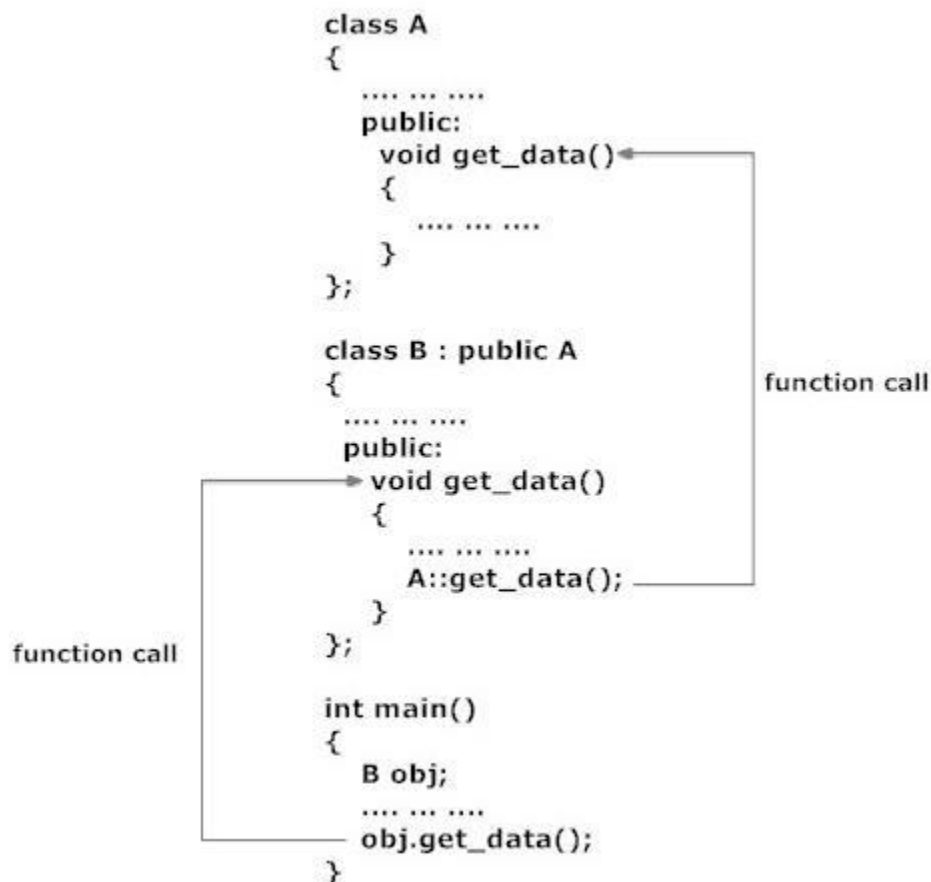 class A
{
.... ... ....
public:
void get_data()
{
.... ... ....
}
};
class B : public A
{
.... ... ....
public:
void get_data()
{
.... ... ....
A::get_data();
}
};
int main()
{
B obj;
.... ... ....
obj.get_data();
}
function call
function call